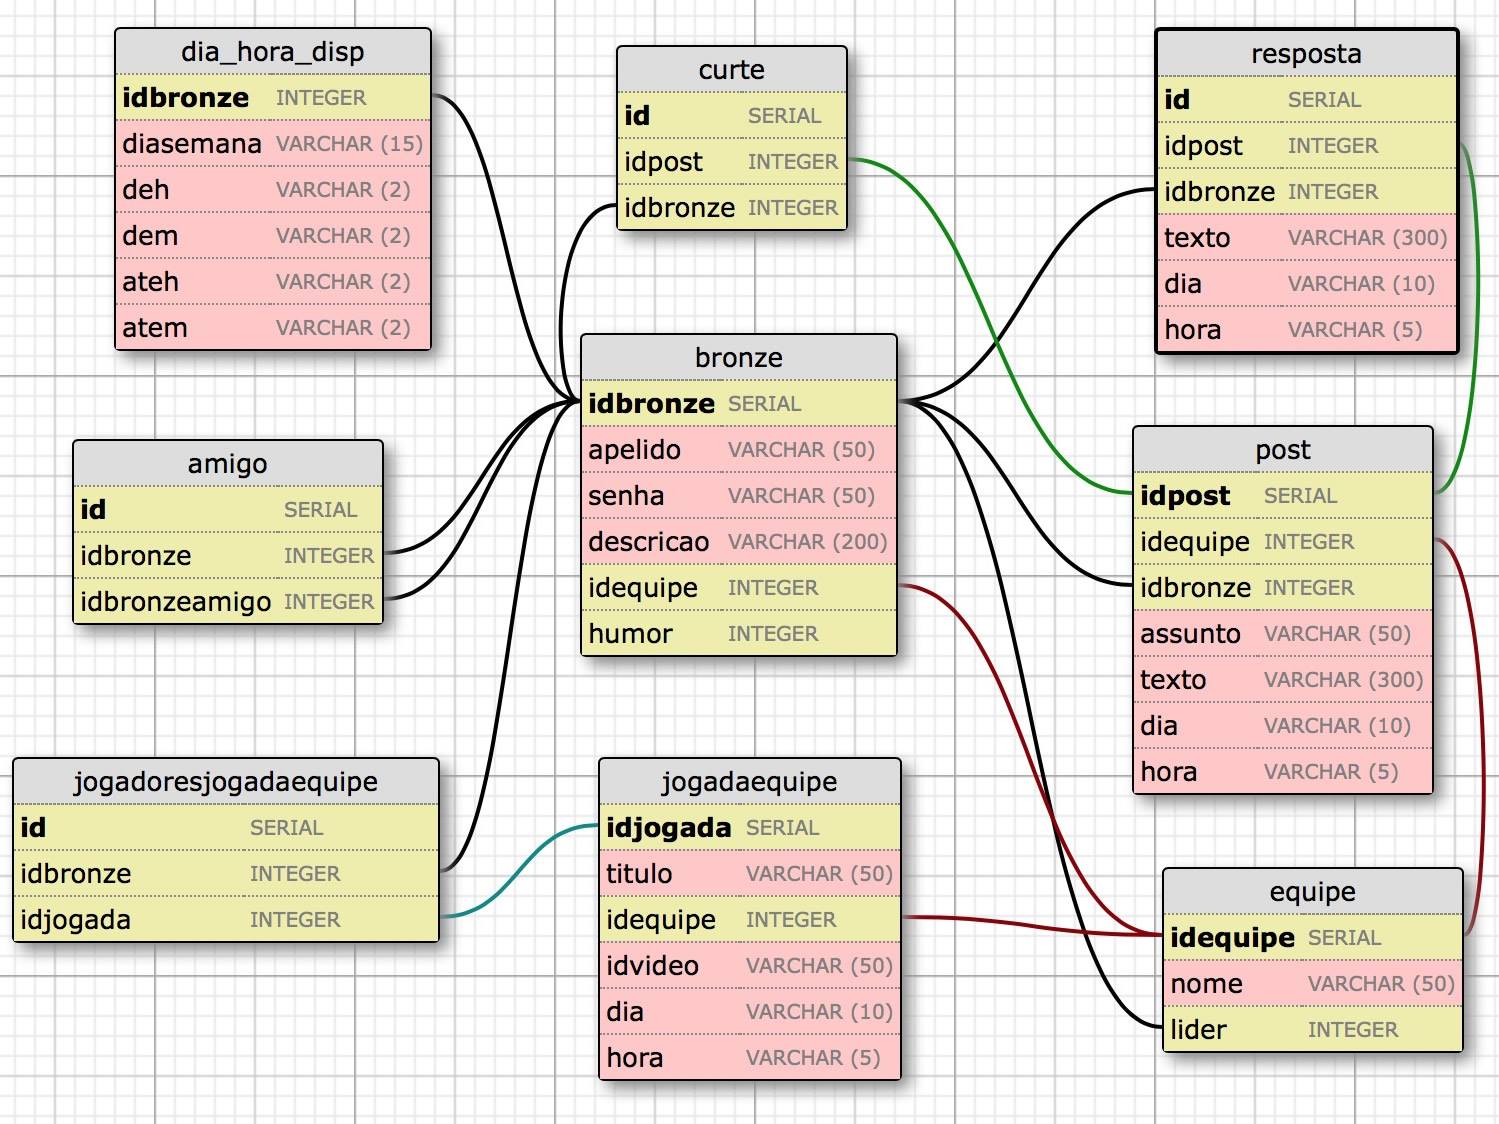 dia_hora_disp
idbronze INTEGER
diasemana VARCHAR (15)
deh VARCHAR (2)
dem VARCHAR (2)
ateh VARCHAR (2)
atem VARCHAR (2)
curte
id SERIAL
idpost INTEGER
idbronze INTEGER
resposta
id SERIAL
idpost INTEGER
idbronze INTEGER
texto VARCHAR (300)
dia VARCHAR (10)
hora VARCHAR (5)
amigo
id SERIAL
idbronze INTEGER
idbronzeamigo INTEGER
bronze
idbronze SERIAL
apelido VARCHAR (50)
senha VARCHAR (50)
descricao VARCHAR (200)
idequipe INTEGER
humor INTEGER
post
idpost SERIAL
idequipe INTEGER
idbronze INTEGER
assunto VARCHAR (50)
texto VARCHAR (300)
dia VARCHAR (10)
hora VARCHAR (5)
jogadoresjogadaequipe
id SERIAL
idbronze INTEGER
idjogada INTEGER
jogadaequipe
idjogada SERIAL
titulo VARCHAR (50)
idequipe INTEGER
idvideo VARCHAR (50)
dia VARCHAR (10)
hora VARCHAR (5)
equipe
idequipe SERIAL
nome VARCHAR (50)
lider INTEGER